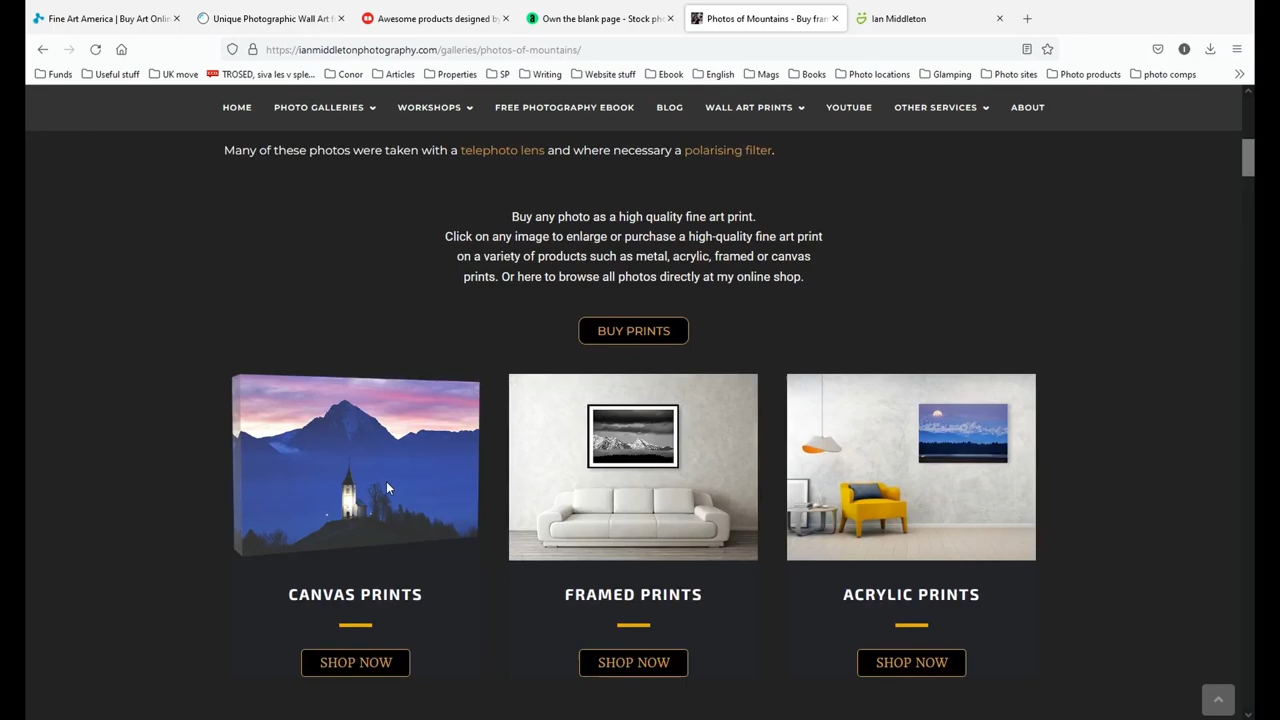 Fine Art America | Buy Art Onlin
Unique Photographic Wall Art f
Awesome products designed by
Own the blank page - Stock pho
Photos of Mountains - Buy fran
Ian Middleton
https://ianmiddletonphotography.com/galleries/photos-of-mountains/
Funds
Useful stuff
UK move
TROSED, siva les v sple...
Conor
Articles
Properties
SP
Writing
Website stuff
Ebook
English
Mags
Books
Photo locations
Glamping
Photo sites
Photo products
photo comps
HOME
PHOTO GALLERIES
WORKSHOPS
FREE PHOTOGRAPHY EBOOK
BLOG
WALL ART PRINTS
YOUTUBE
OTHER SERVICES
ABOUT
Many of these photos were taken with a telephoto lens and where necessary a polarising filter.
Buy any photo as a high quality fine art print.
Click on any image to enlarge or purchase a high-quality fine art print
on a variety of products such as metal, acrylic, framed or canvas
prints. Or here to browse all photos directly at my online shop.
BUY PRINTS
CANVAS PRINTS
FRAMED PRINTS
ACRYLIC PRINTS
SHOP NOW
SHOP NOW
SHOP NOW